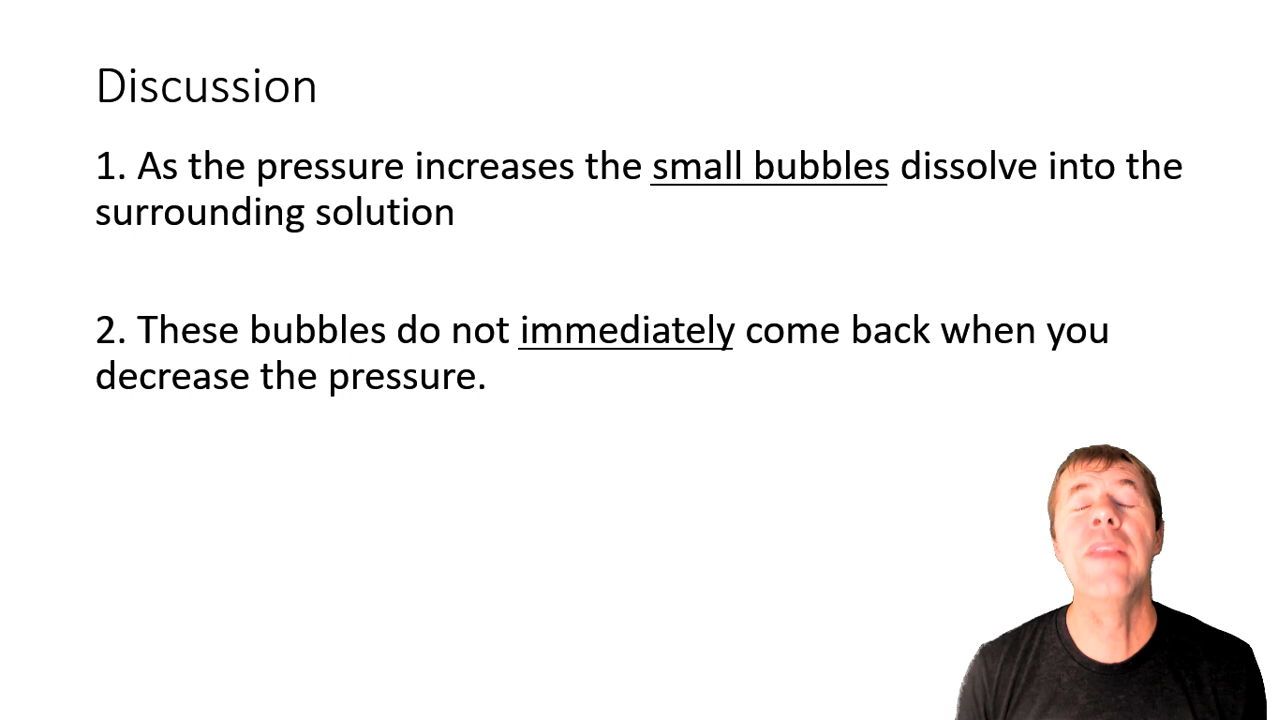 Discussion
1. As the pressure increases the small bubbles dissolve into the
surrounding solution
2. These bubbles do not immediately come back when you
decrease the pressure.